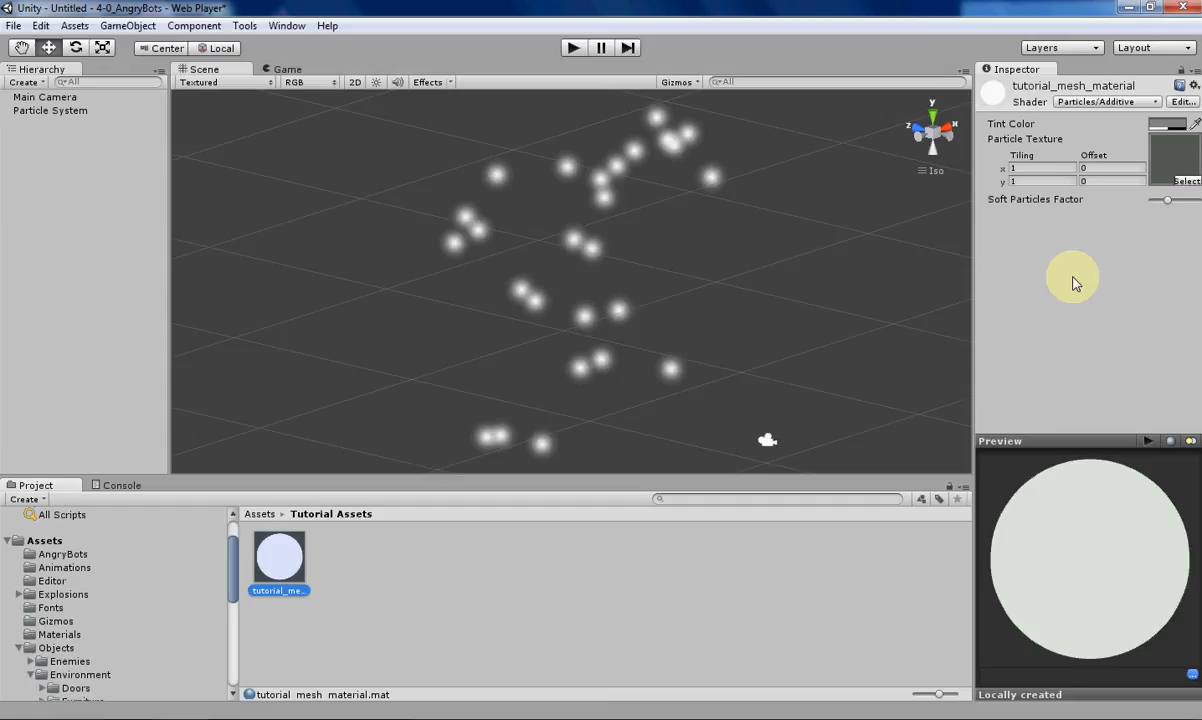 Unity - Untitled - 4-0_AngryBots - Web Player*
File Edit Assets GameObject Component Tools Window Help
Center Local Layers Layout
Hierarchy
Create All
Main Camera
Particle System
Scene Game
Textured RGB 2D Effects Gizmos All
y
z x
Iso
Inspector
tutorial_mesh_material
Shader Particles/Additive Edit...
Tint Color
Particle Texture
Tiling Offset
x 1 0
y 1 0
Select
Soft Particles Factor
Project Console
Create
All Scripts
Assets
AngryBots
Animations
Editor
Explosions
Fonts
Gizmos
Materials
Objects
Enemies
Environment
Doors
Assets Tutorial Assets
tutorial_me...
tutorial_mesh_material.mat
Preview
Locally created